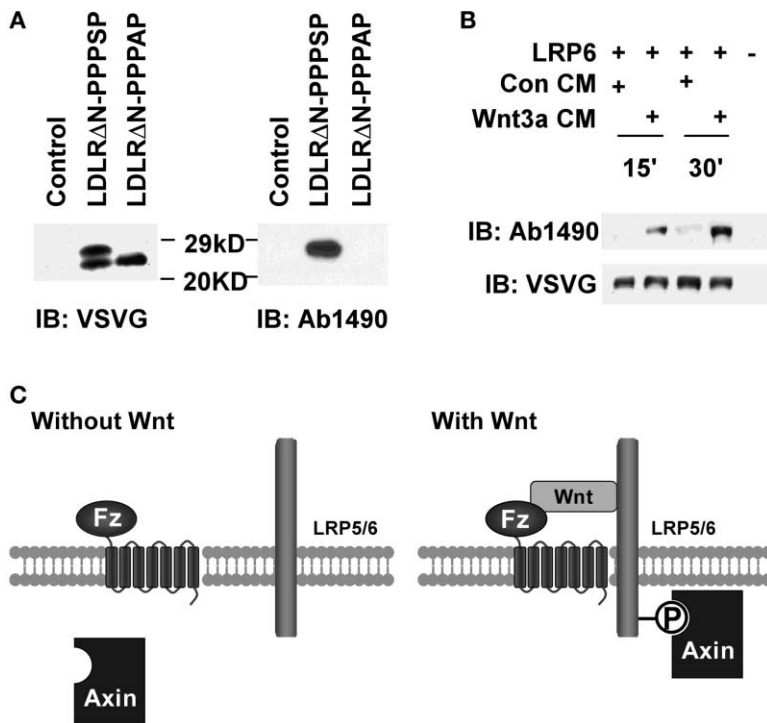 A
Control
LDLRΔN-PPPSP
LDLRΔN-PPPAP
Control
LDLRΔN-PPPSP
LDLRΔN-PPPAP
29kD
20KD
IB: VSVG
IB: Ab1490
B
LRP6 + + + + -
Con CM + +
Wnt3a CM + +
15' 30'
IB: Ab1490
IB: VSVG
C
Without Wnt
With Wnt
Fz
LRP5/6
Axin
Wnt
Fz
LRP5/6
P
Axin